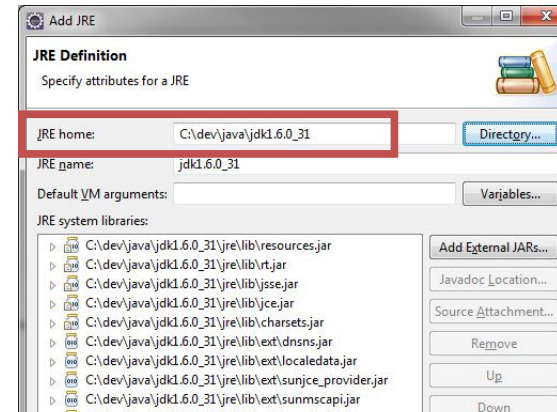 Add JRE
JRE Definition
Specify attributes for a JRE
JRE home: C:\dev\java\jdk1.6.0_31 Directory...
JRE name: jdk1.6.0_31
Default VM arguments: Variables...
JRE system libraries:
C:\dev\java\jdk1.6.0_31\jre\lib\resources.jar Add External JARs...
C:\dev\java\jdk1.6.0_31\jre\lib\rt.jar
C:\dev\java\jdk1.6.0_31\jre\lib\jsse.jar Javadoc Location...
C:\dev\java\jdk1.6.0_31\jre\lib\jce.jar
C:\dev\java\jdk1.6.0_31\jre\lib\charsets.jar Source Attachment...
C:\dev\java\jdk1.6.0_31\jre\lib\ext\dnsns.jar Remove
C:\dev\java\jdk1.6.0_31\jre\lib\ext\localedata.jar
C:\dev\java\jdk1.6.0_31\jre\lib\ext\sunjce_provider.jar Up
C:\dev\java\jdk1.6.0_31\jre\lib\ext\sunmscapi.jar Down